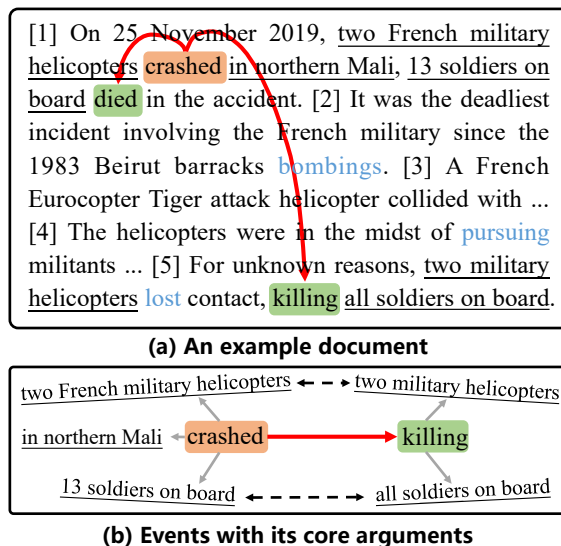 [1] On 25 November 2019, two French military
helicopters crashed in northern Mali, 13 soldiers on
board died in the accident. [2] It was the deadliest
incident involving the French military since the
1983 Beirut barracks bombings. [3] A French
Eurocopter Tiger attack helicopter collided with ...
[4] The helicopters were in the midst of pursuing
militants ... [5] For unknown reasons, two military
helicopters lost contact, killing all soldiers on board.
(a) An example document
two French military helicopters
two military helicopters
in northern Mali
crashed
killing
13 soldiers on board
all soldiers on board
(b) Events with its core arguments